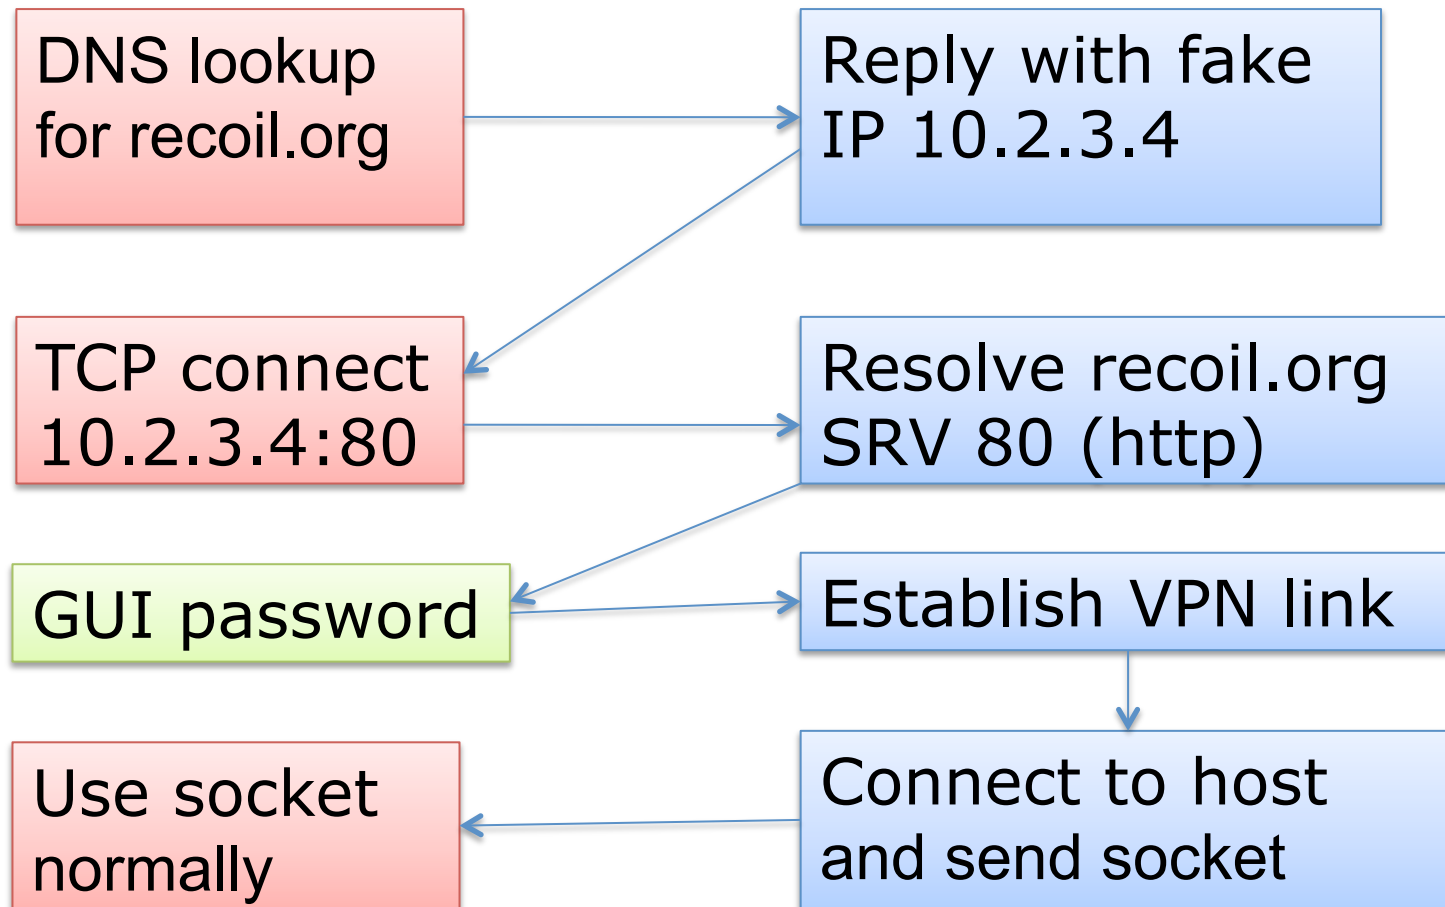 DNS lookup
for recoil.org
Reply with fake
IP 10.2.3.4
TCP connect
10.2.3.4:80
Resolve recoil.org
SRV 80 (http)
GUI password
Establish VPN link
Connect to host
and send socket
Use socket
normally